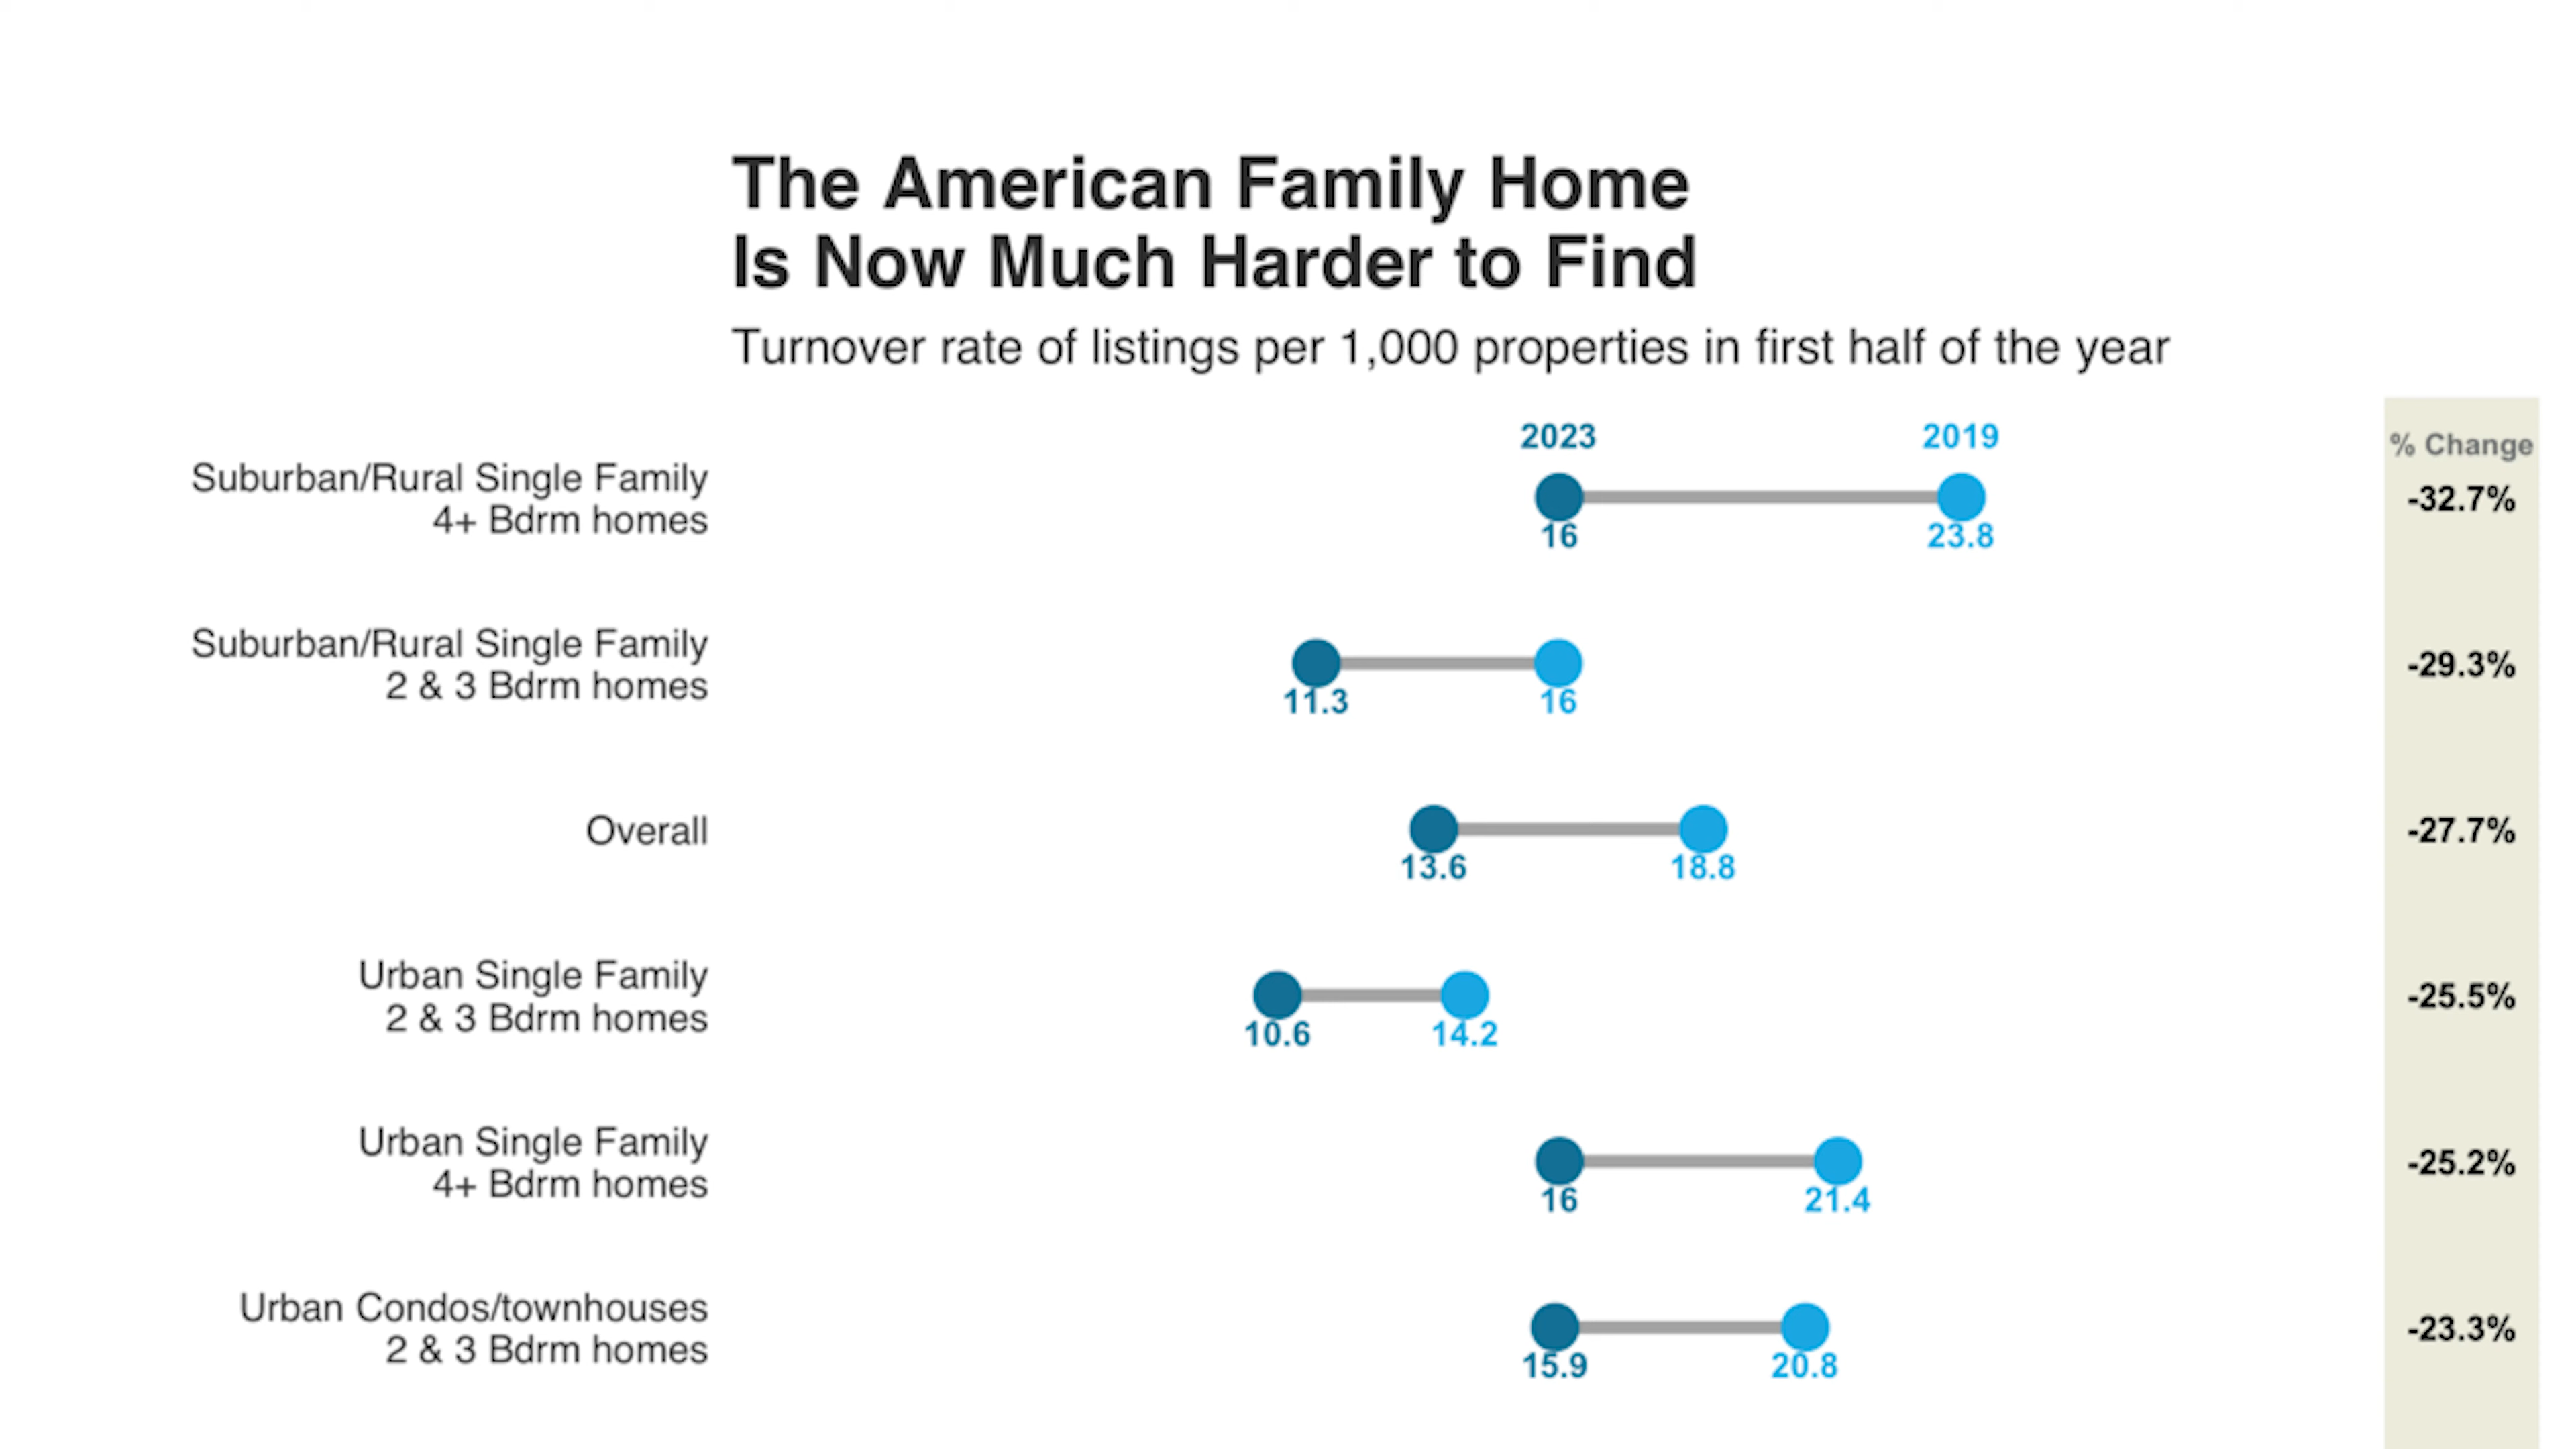 The American Family Home
Is Now Much Harder to Find
Turnover rate of listings per 1,000 properties in first half of the year
2023
2019
% Change
Suburban/Rural Single Family
4+ Bdrm homes
16
23.8
-32.7%
Suburban/Rural Single Family
2 & 3 Bdrm homes
11.3
16
-29.3%
Overall
13.6
18.8
-27.7%
Urban Single Family
2 & 3 Bdrm homes
10.6
14.2
-25.5%
Urban Single Family
4+ Bdrm homes
16
21.4
-25.2%
Urban Condos/townhouses
2 & 3 Bdrm homes
15.9
20.8
-23.3%